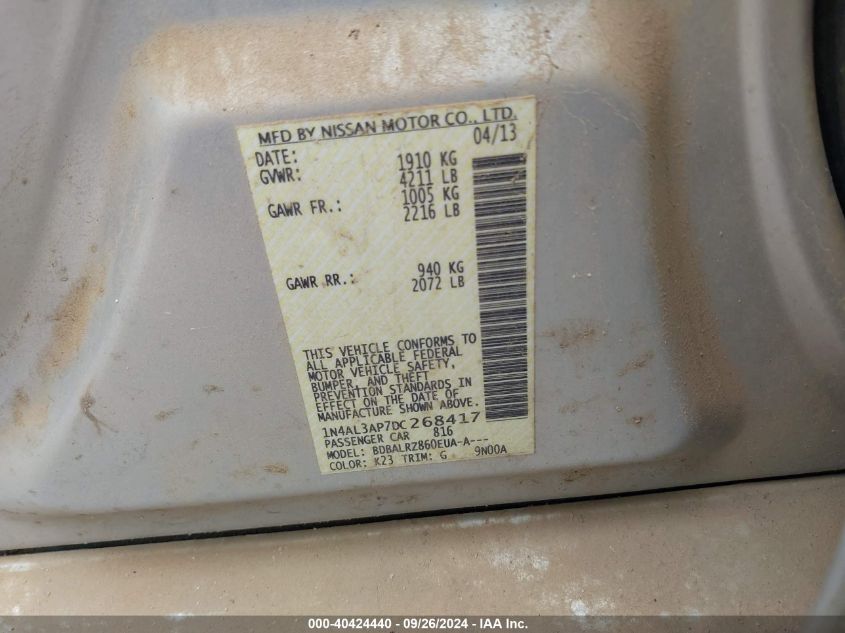 MFD BY NISSAN MOTOR CO., LTD.
DATE: 04/13
GVWR: 1910 KG
4211 LB
GAWR FR.: 1005 KG
2216 LB
GAWR RR.: 940 KG
2072 LB
THIS VEHICLE CONFORMS TO
ALL APPLICABLE FEDERAL
MOTOR VEHICLE SAFETY,
BUMPER, AND THEFT
PREVENTION STANDARDS IN
EFFECT ON THE DATE OF
MANUFACTURE SHOWN ABOVE.
1N4AL3AP7DC268417
PASSENGER CAR 816
MODEL: BDBALRZ860EUA-A---
COLOR: K23 TRIM: G 9N00A
000-40424440 - 09/26/2024 - IAA Inc.